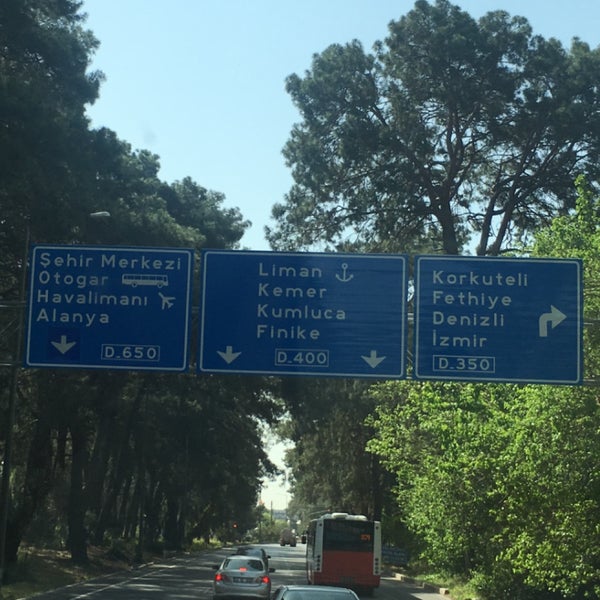 Şehir Merkezi
Otogar
Havalimanı
Alanya
D.650
Liman
Kemer
Kumluca
Finike
D.400
Korkuteli
Fethiye
Denizli
İzmir
D.350